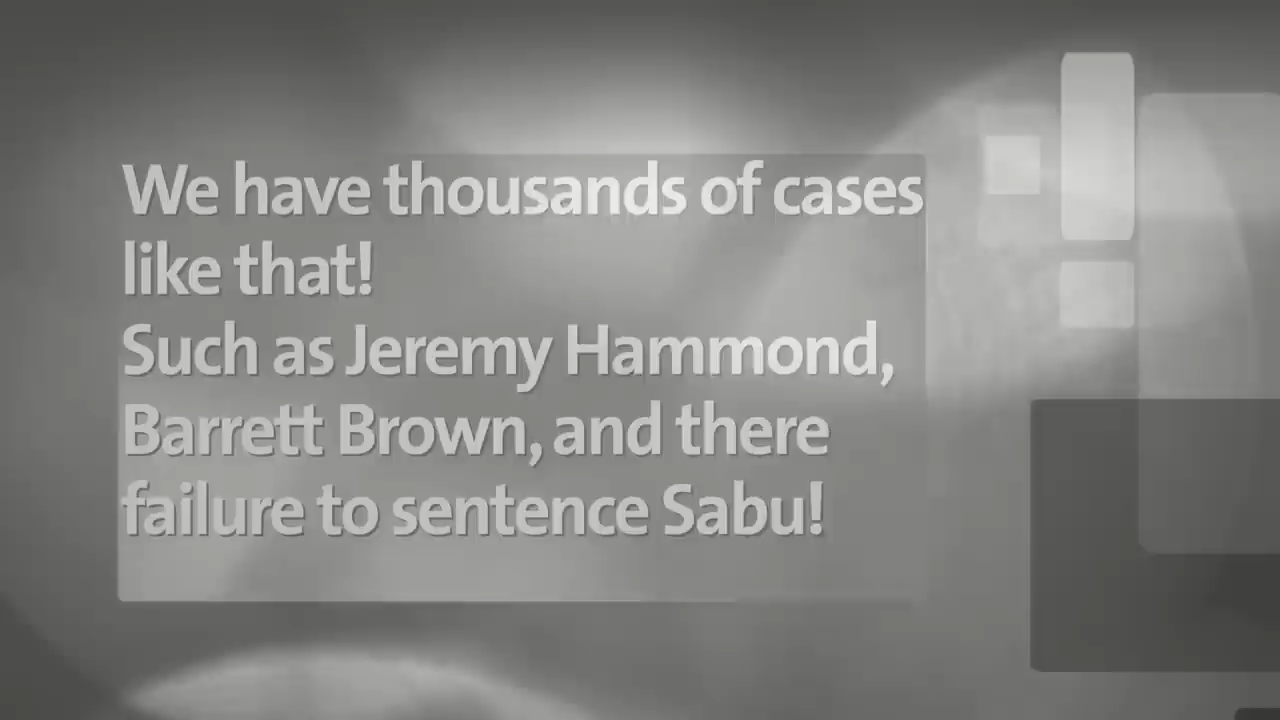 We have thousands of cases
like that!
Such as Jeremy Hammond,
Barrett Brown, and there
failure to sentence Sabu!